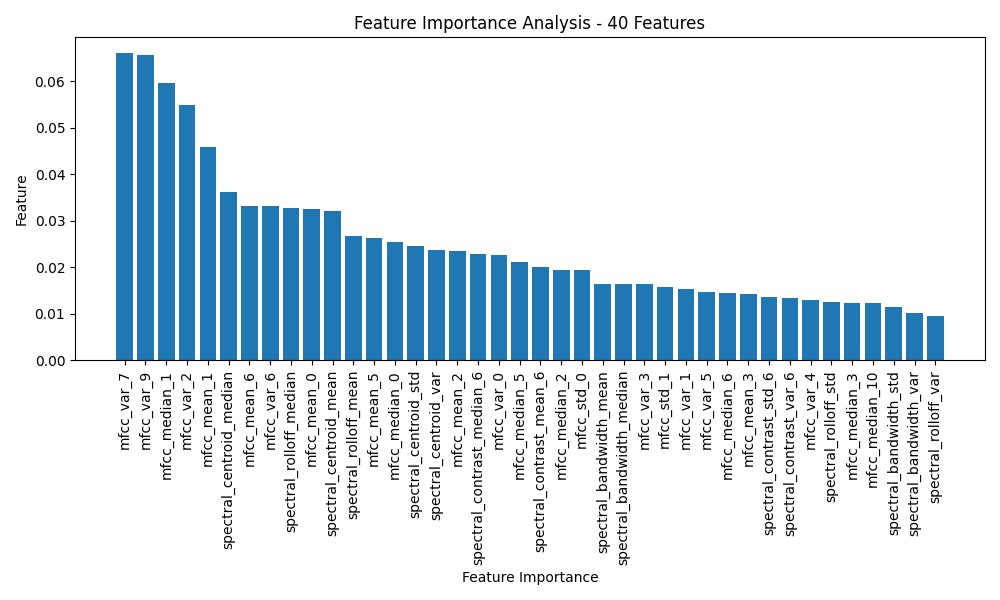 Feature Importance Analysis - 40 Features
Feature
0.06
0.05
0.04
0.03
0.02
0.01
0.00
mfcc_var_7
mfcc_var_9
mfcc_median_1
mfcc_var_2
mfcc_mean_1
spectral_centroid_median
mfcc_mean_6
mfcc_var_6
spectral_rolloff_median
mfcc_mean_0
spectral_centroid_mean
spectral_rolloff_mean
mfcc_mean_5
mfcc_median_0
spectral_centroid_std
spectral_centroid_var
mfcc_mean_2
spectral_contrast_median_6
mfcc_var_0
mfcc_median_5
spectral_contrast_mean_6
mfcc_median_2
mfcc_std_0
spectral_bandwidth_mean
spectral_bandwidth_median
mfcc_var_3
mfcc_std_1
mfcc_var_1
mfcc_var_5
mfcc_median_6
mfcc_mean_3
spectral_contrast_std_6
spectral_contrast_var_6
mfcc_var_4
spectral_rolloff_std
mfcc_median_3
mfcc_median_10
spectral_bandwidth_std
spectral_bandwidth_var
spectral_rolloff_var
Feature Importance